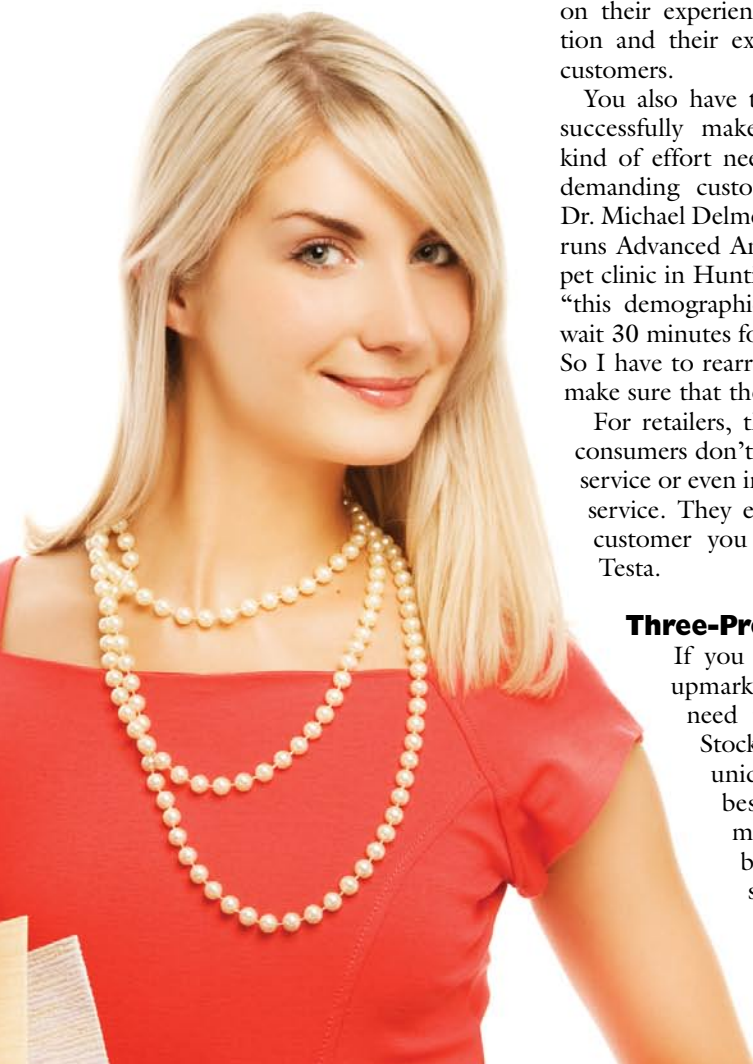 on their experien
tion and their ex
customers.
You also have t
successfully make
kind of effort nee
demanding custo
Dr. Michael Delmo
runs Advanced An
pet clinic in Hunti
“this demographi
wait 30 minutes fo
So I have to rearr
make sure that the
For retailers, th
consumers don’t
service or even in
service. They e
customer you
Testa.
Three-Pro
If you
upmark
need
Stock
uniq
bes
m
b
s